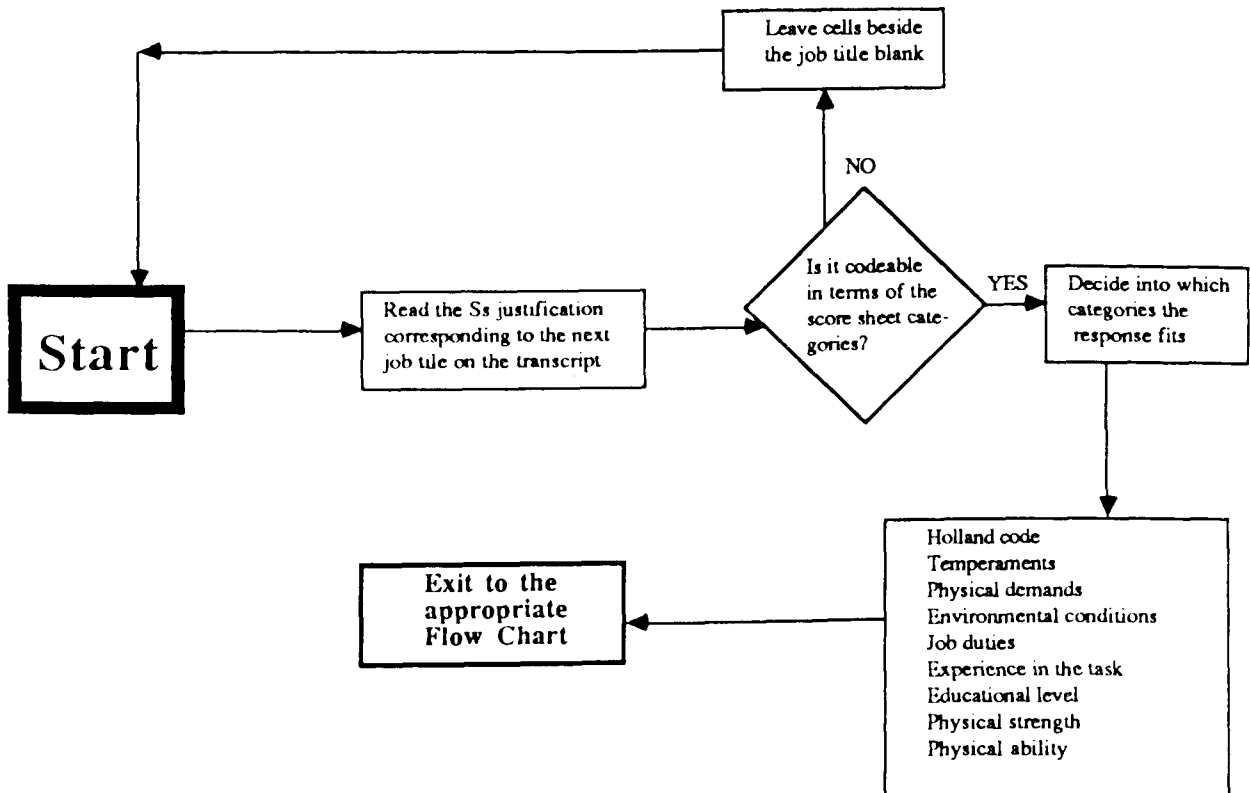 Leave cells beside
the job title blank
NO
Start
Read the Ss justification
corresponding to the next
job tile on the transcript
Is it codeable
in terms of the
score sheet cate-
gories?
YES
Decide into which
categories the
response fits
Holland code
Temperaments
Physical demands
Environmental conditions
Job duties
Experience in the task
Educational level
Physical strength
Physical ability
Exit to the
appropriate
Flow Chart